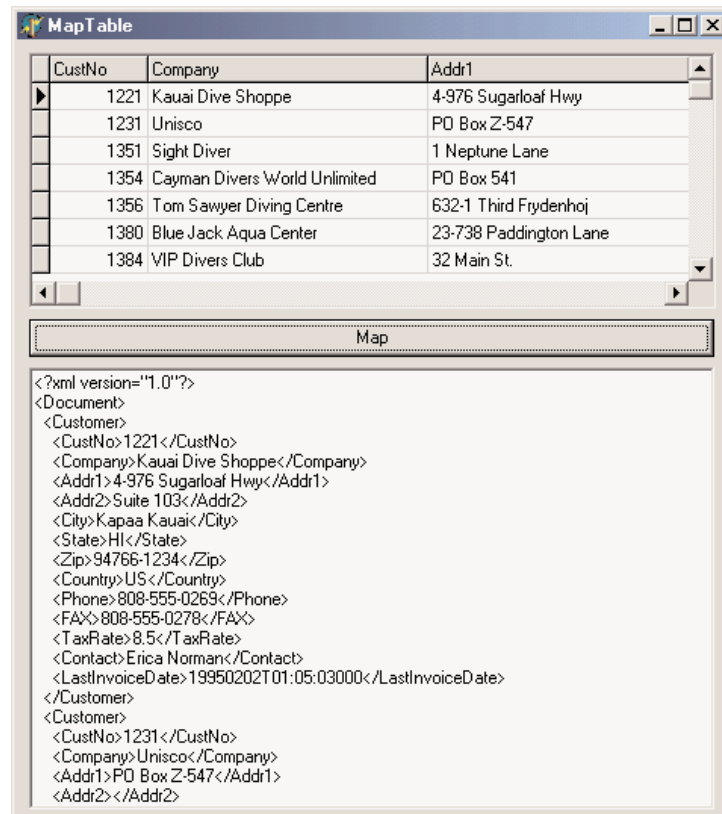 MapTable
CustNo Company Addr1
1221 Kauai Dive Shoppe 4-976 Sugarloaf Hwy
1231 Unisco PO Box Z-547
1351 Sight Diver 1 Neptune Lane
1354 Cayman Divers World Unlimited PO Box 541
1356 Tom Sawyer Diving Centre 632-1 Third Frydenhoj
1380 Blue Jack Aqua Center 23-738 Paddington Lane
1384 VIP Divers Club 32 Main St.
Map
<?xml version="1.0"?>
<Document>
<Customer>
<CustNo>1221</CustNo>
<Company>Kauai Dive Shoppe</Company>
<Addr1>4-976 Sugarloaf Hwy</Addr1>
<Addr2>Suite 103</Addr2>
<City>Kapaa Kauai</City>
<State>HI</State>
<Zip>94766-1234</Zip>
<Country>US</Country>
<Phone>808-555-0269</Phone>
<FAX>808-555-0278</FAX>
<TaxRate>8.5</TaxRate>
<Contact>Erica Norman</Contact>
<LastInvoiceDate>19950202T01:05:03000</LastInvoiceDate>
</Customer>
<Customer>
<CustNo>1231</CustNo>
<Company>Unisco</Company>
<Addr1>PO Box Z-547</Addr1>
<Addr2></Addr2>